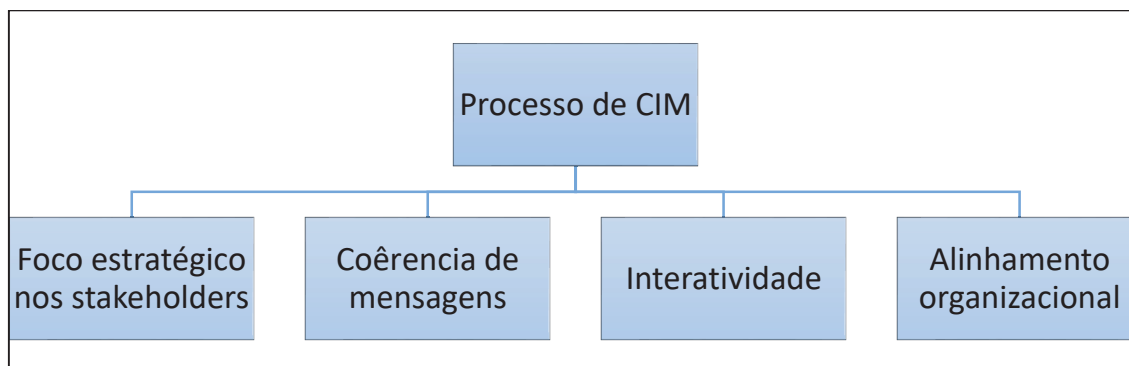 Processo de CIM
Foco estratégico
nos stakeholders
Coêrencia de
mensagens
Interatividade
Alinhamento
organizacional